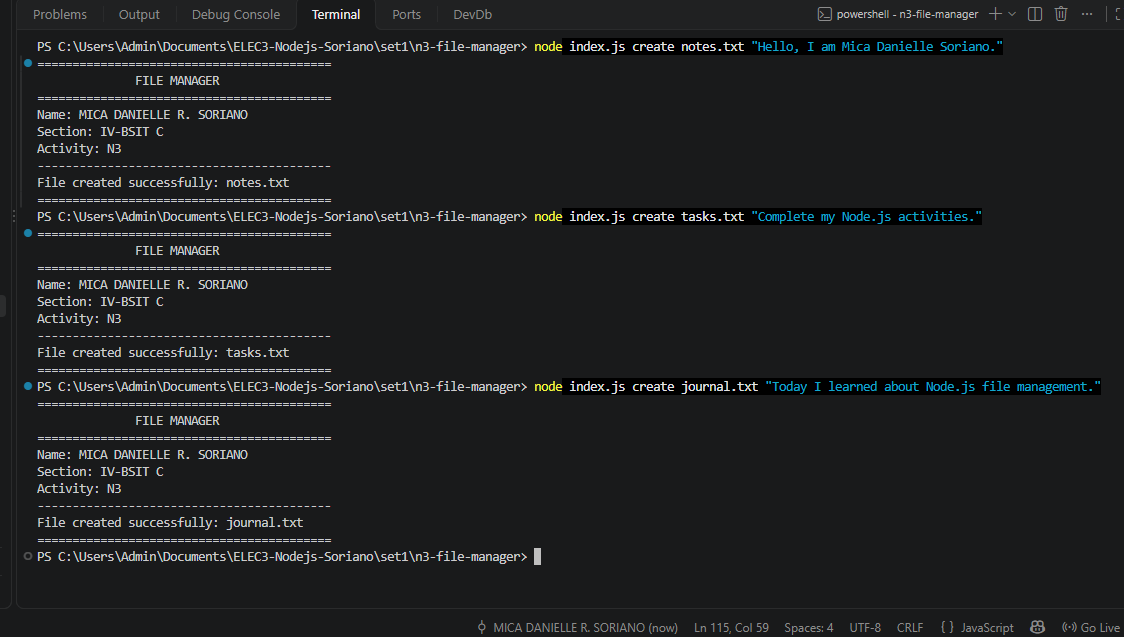 Problems Output Debug Console Terminal Ports DevDb powershell - n3-file-manager
PS C:\Users\Admin\Documents\ELEC3-Nodejs-Soriano\set1\n3-file-manager> node index.js create notes.txt "Hello, I am Mica Danielle Soriano."
==========================================
FILE MANAGER
==========================================
Name: MICA DANIELLE R. SORIANO
Section: IV-BSIT C
Activity: N3
------------------------------------------
File created successfully: notes.txt
==========================================
PS C:\Users\Admin\Documents\ELEC3-Nodejs-Soriano\set1\n3-file-manager> node index.js create tasks.txt "Complete my Node.js activities."
==========================================
FILE MANAGER
==========================================
Name: MICA DANIELLE R. SORIANO
Section: IV-BSIT C
Activity: N3
------------------------------------------
File created successfully: tasks.txt
==========================================
PS C:\Users\Admin\Documents\ELEC3-Nodejs-Soriano\set1\n3-file-manager> node index.js create journal.txt "Today I learned about Node.js file management."
==========================================
FILE MANAGER
==========================================
Name: MICA DANIELLE R. SORIANO
Section: IV-BSIT C
Activity: N3
------------------------------------------
File created successfully: journal.txt
==========================================
PS C:\Users\Admin\Documents\ELEC3-Nodejs-Soriano\set1\n3-file-manager>
MICA DANIELLE R. SORIANO (now) Ln 115, Col 59 Spaces: 4 UTF-8 CRLF { } JavaScript Go Live